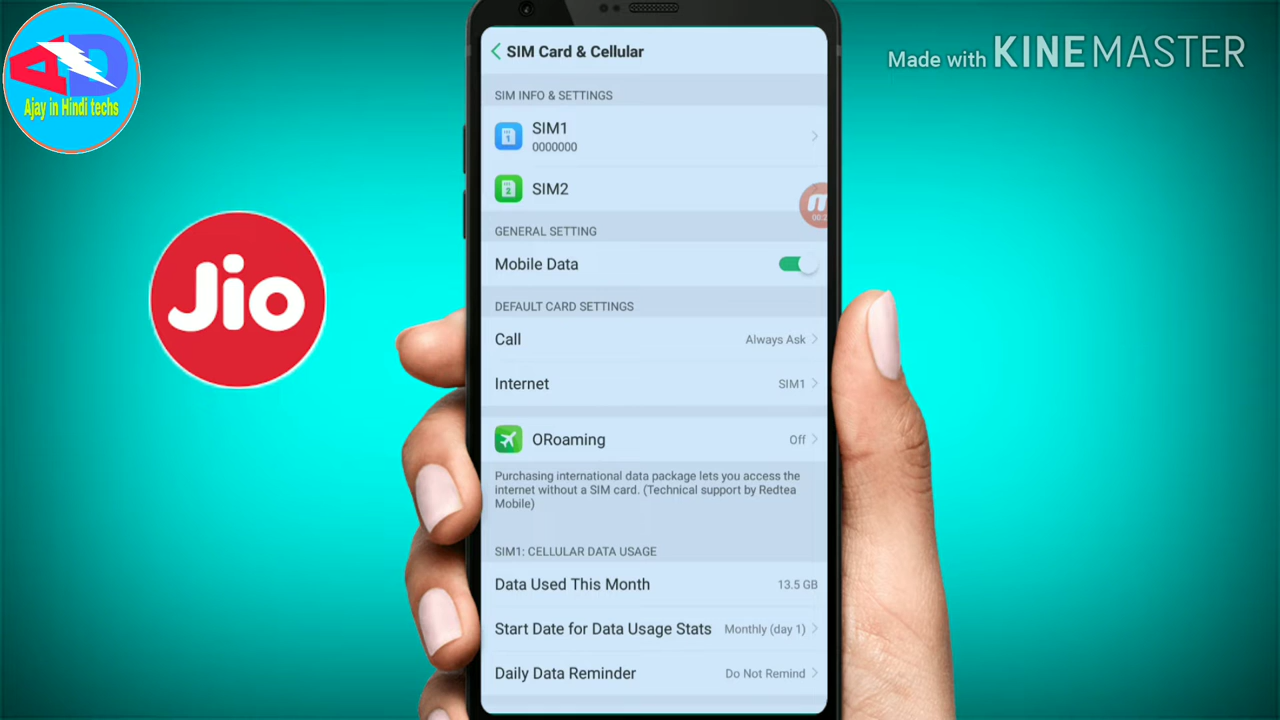 AD
Ajay in Hindi techs
Made with KINEMASTER
Jio
SIM Card & Cellular
SIM INFO & SETTINGS
SIM1
0000000
SIM2
GENERAL SETTING
Mobile Data
DEFAULT CARD SETTINGS
Call Always Ask
Internet SIM1
ORoaming Off
Purchasing international data package lets you access the
internet without a SIM card. (Technical support by Redtea
Mobile)
SIM1: CELLULAR DATA USAGE
Data Used This Month 13.5 GB
Start Date for Data Usage Stats Monthly (day 1)
Daily Data Reminder Do Not Remind